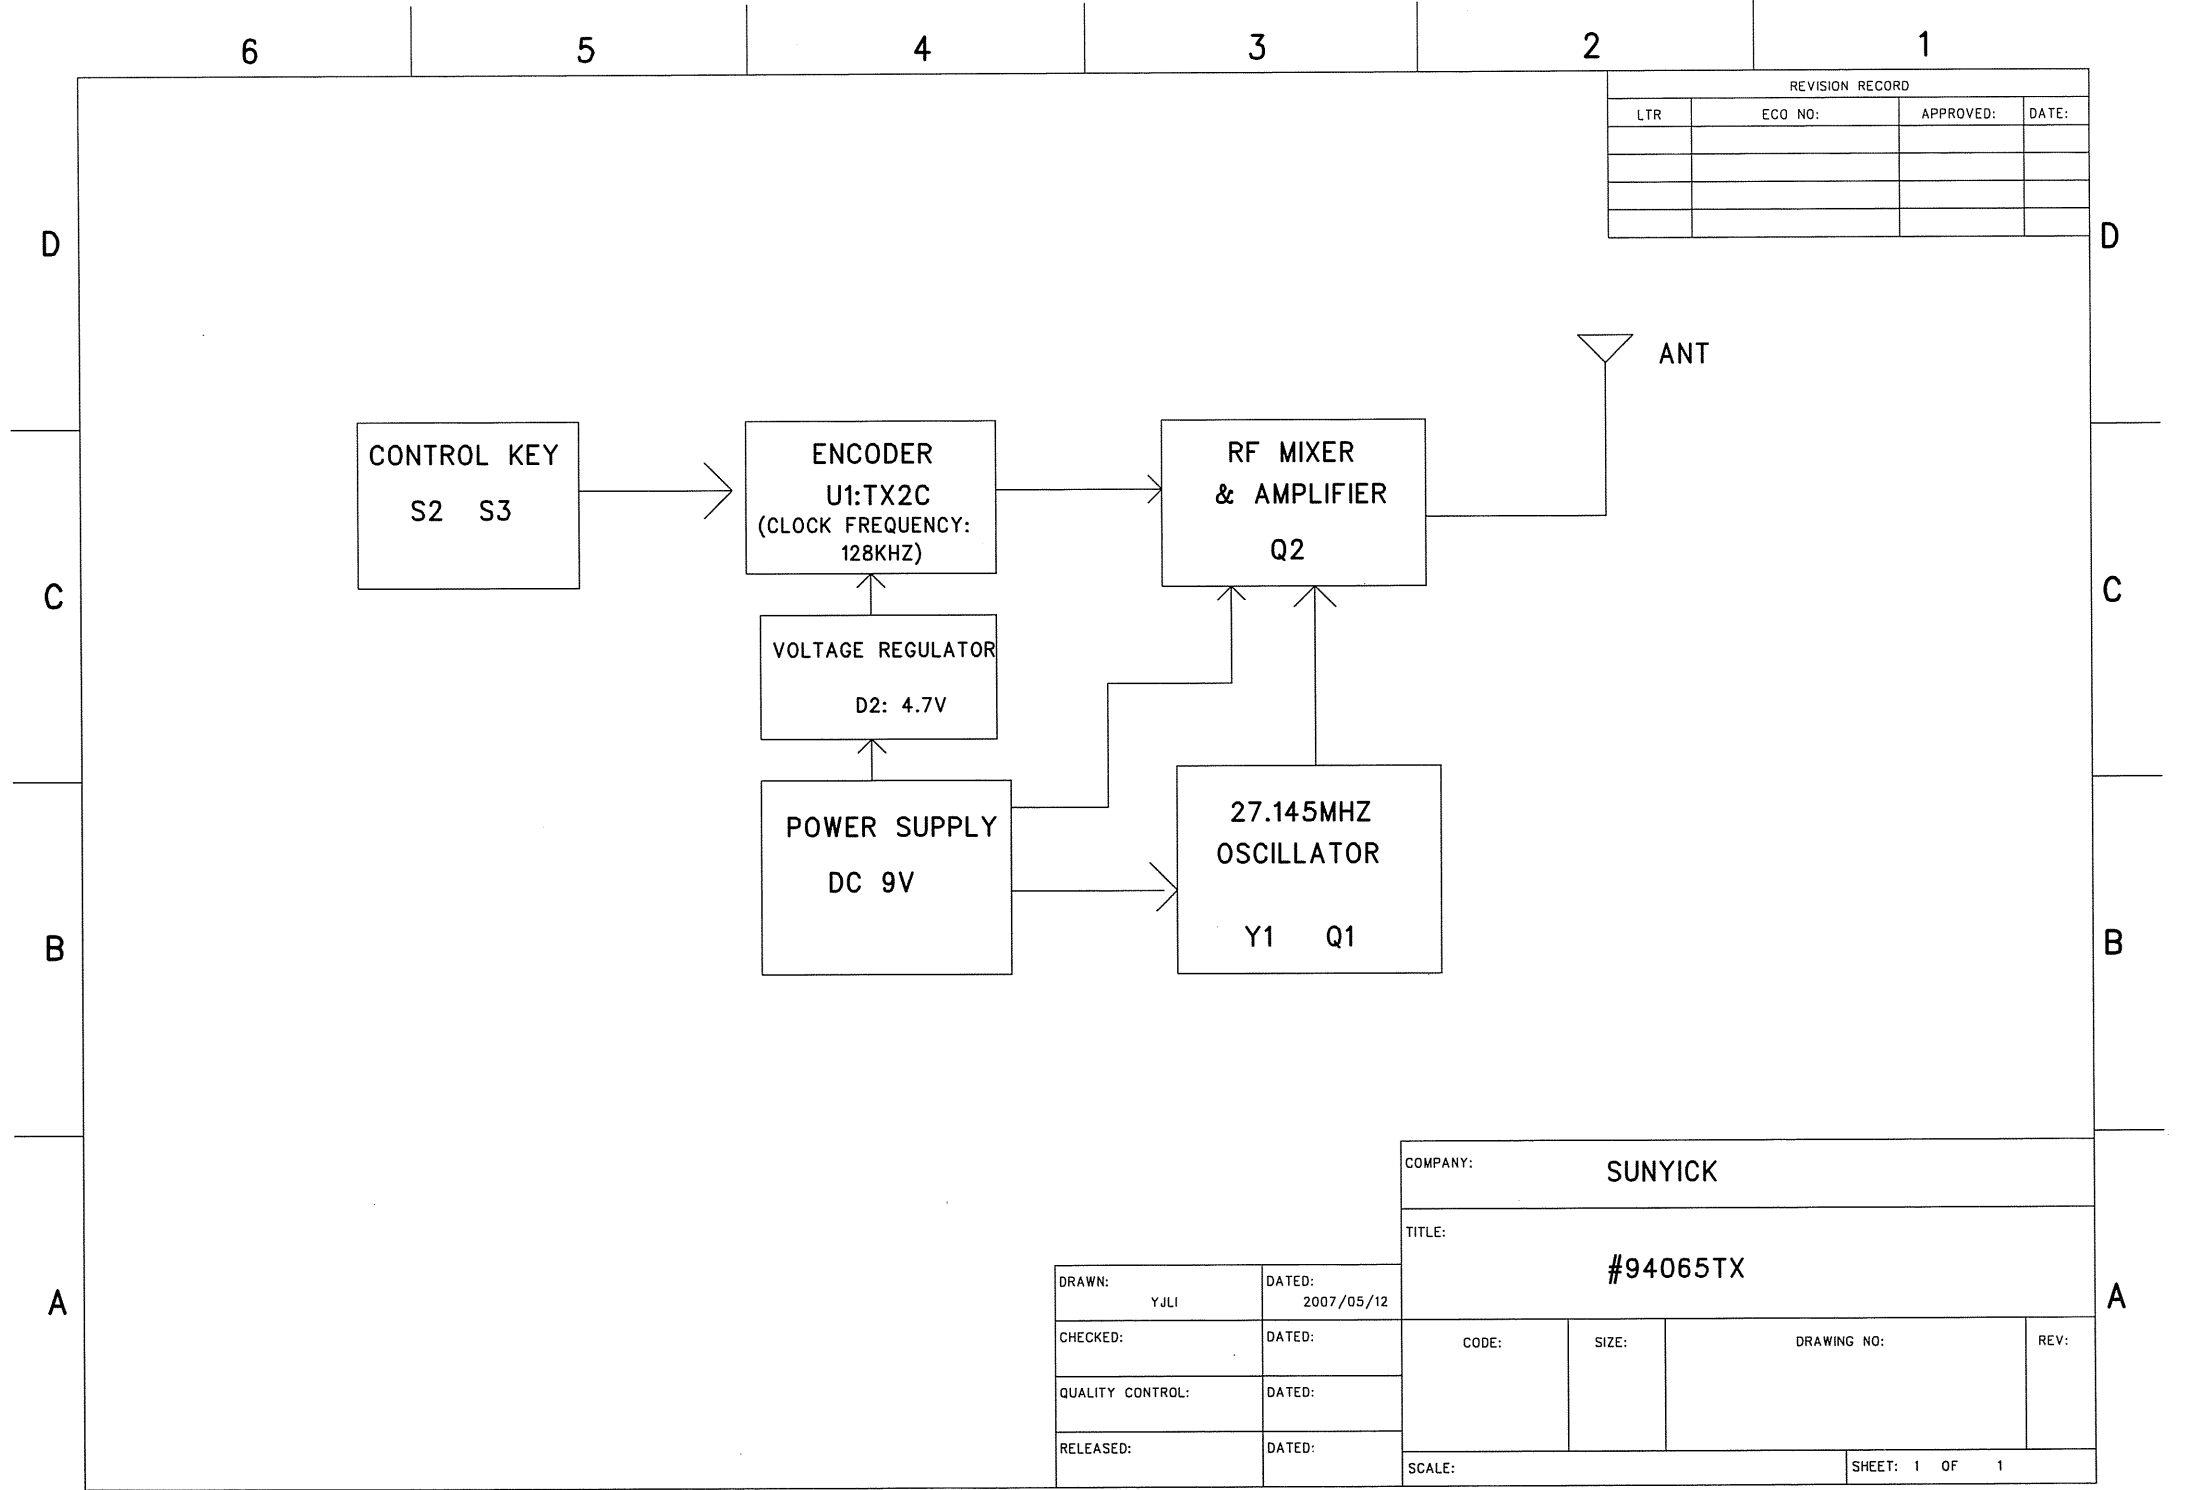 6 5 4 3 2 1
REVISION RECORD
LTR ECO NO: APPROVED: DATE:
D D
ANT
CONTROL KEY
S2 S3
ENCODER
U1:TX2C
(CLOCK FREQUENCY:
128KHZ)
RF MIXER
& AMPLIFIER
Q2
C C
VOLTAGE REGULATOR
D2: 4.7V
POWER SUPPLY
DC 9V
27.145MHZ
OSCILLATOR
Y1 Q1
B B
COMPANY: SUNYICK
TITLE:
#94065TX
A A
DRAWN: DATED:
YJLI 2007/05/12
CHECKED: DATED:
CODE: SIZE: DRAWING NO: REV:
QUALITY CONTROL: DATED:
RELEASED: DATED:
SCALE: SHEET: 1 OF 1